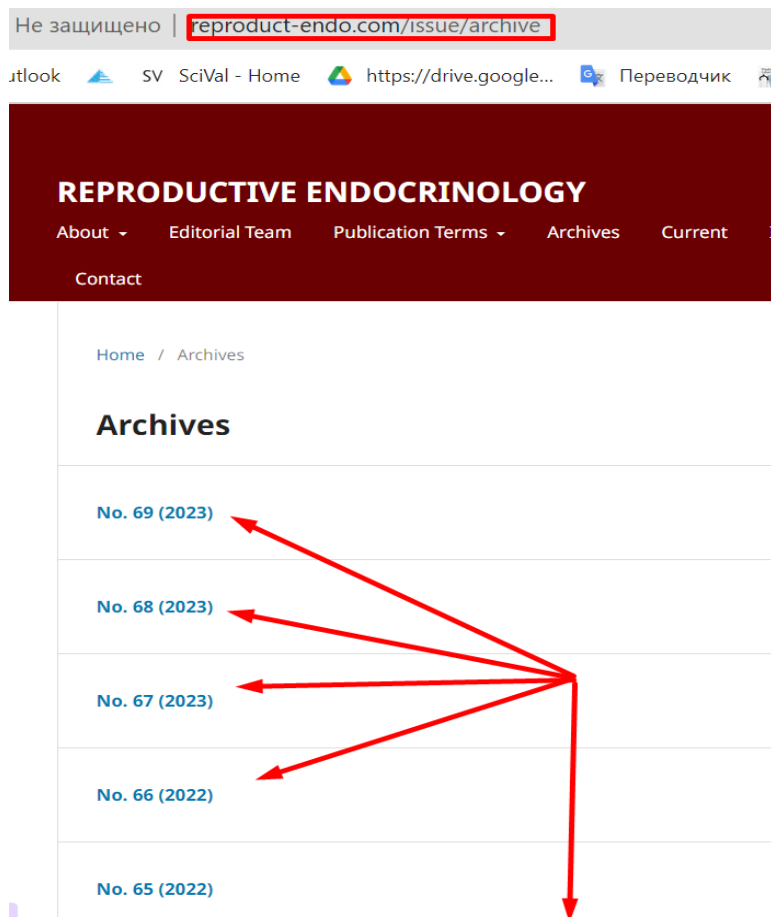 Не защищено | reproduct-endo.com/issue/archive
utlook SV SciVal - Home https://drive.google... Переводчик
REPRODUCTIVE ENDOCRINOLOGY
About Editorial Team Publication Terms Archives Current
Contact
Home / Archives
Archives
No. 69 (2023)
No. 68 (2023)
No. 67 (2023)
No. 66 (2022)
No. 65 (2022)